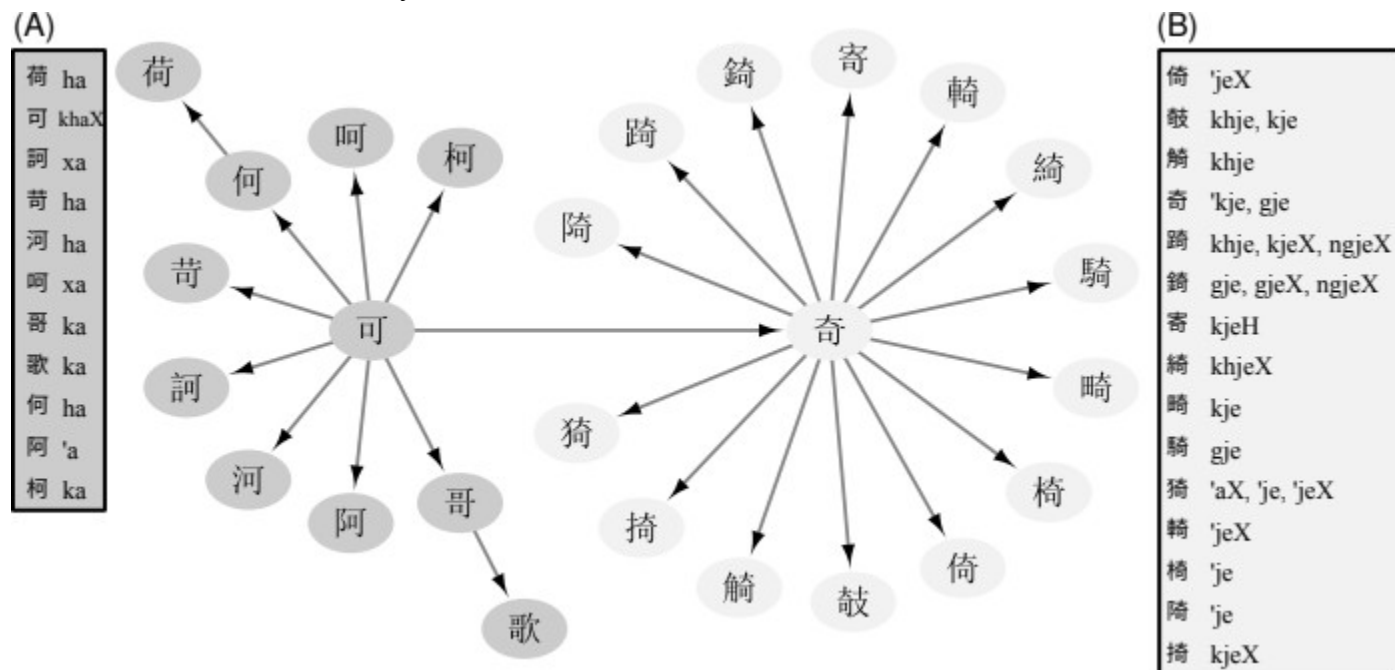 (A)
荷 ha
可 khaX
訶 xa
苛 ha
河 ha
呵 xa
哥 ka
歌 ka
何 ha
阿 'a
柯 ka
荷
何
呵
柯
苛
可
訶
河
阿
哥
歌
錡
寄
輢
踦
綺
陭
騎
奇
畸
猗
椅
掎
倚
觭
攲
(B)
倚 'jeX
攲 khje, kje
觭 khje
奇 'kje, gje
踦 khje, kjeX, ngjeX
錡 gje, gjeX, ngjeX
寄 kjeH
綺 khjeX
畸 kje
騎 gje
猗 'aX, 'je, 'jeX
輢 'jeX
椅 'je
陭 'je
掎 kjeX